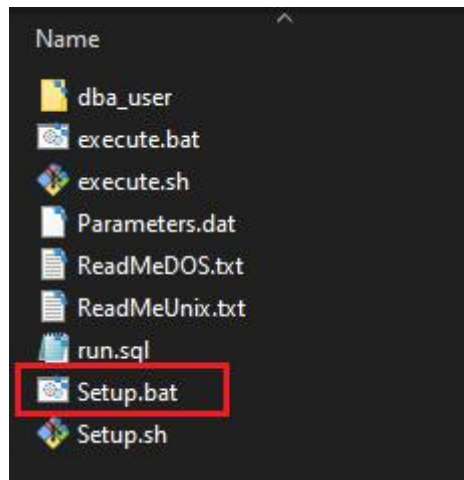 Name
dba_user
execute.bat
execute.sh
Parameters.dat
ReadMeDOS.txt
ReadMeUnix.txt
run.sql
Setup.bat
Setup.sh